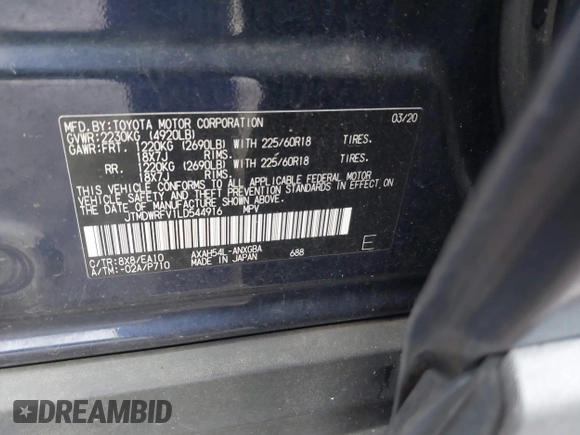 MFD. BY: TOYOTA MOTOR CORPORATION 03/20
GVWR: 2230KG (4920LB)
GAWR: FRT. 1220KG (2690LB) WITH 225/60R18 TIRES.
18X7J RIMS.
RR. 1220KG (2690LB) WITH 225/60R18 TIRES.
18X7J RIMS.
THIS VEHICLE CONFORMS TO ALL APPLICABLE FEDERAL MOTOR
VEHICLE SAFETY AND THEFT PREVENTION STANDARDS IN EFFECT
ON THE DATE OF MANUFACTURE SHOWN ABOVE.
JTMDWRFV1LD544916 MPV
C/TR: 8X8/EA10 AXAH54L-ANXGBA
A/TM: -02A/P710 MADE IN JAPAN 688
E
DREAMBID